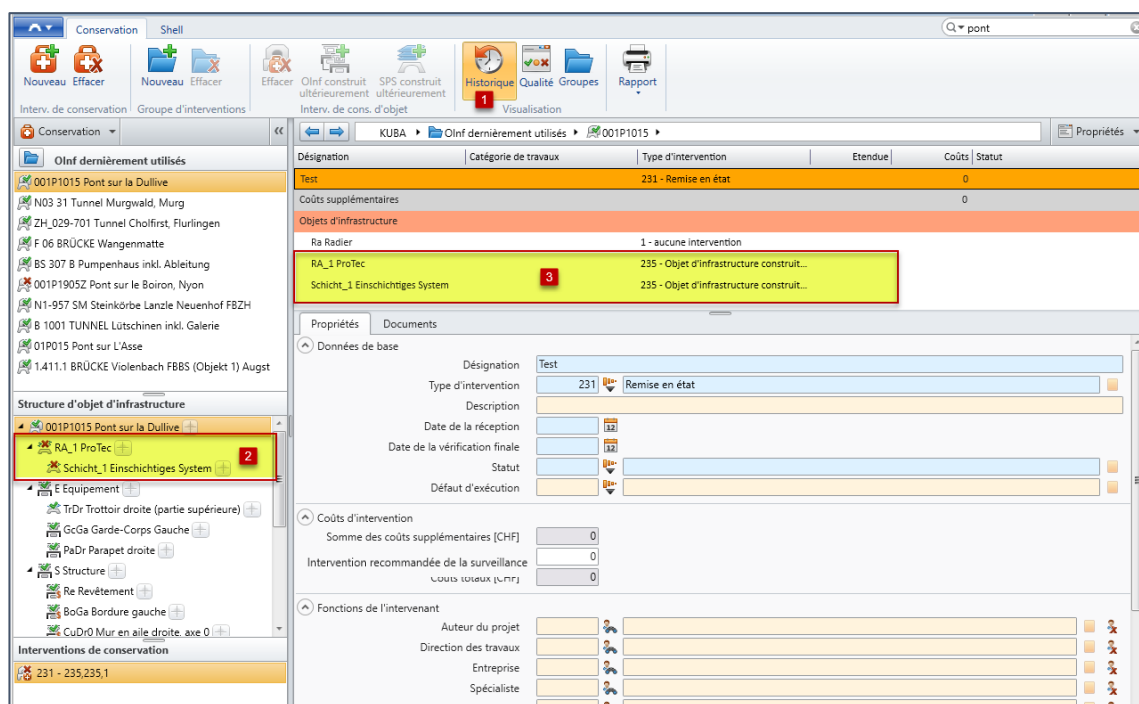 Conservation Shell
pont
Nouveau Effacer
Nouveau Effacer
Effacer
OInf construit ultérieurement
SPS construit ultérieurement
Historique Qualité Groupes
Rapport
1
Interv. de conservation Groupe d'interventions Interv. de cons. d'objet Visualisation
Conservation
KUBA OInf dernièrement utilisés 001P1015
Propriétés
OInf dernièrement utilisés
001P1015 Pont sur la Dullive
N03 31 Tunnel Murgwald, Murg
ZH_029-701 Tunnel Cholfirst, Flurlingen
F 06 BRÜCKE Wangenmatte
BS 307 B Pumpenhaus inkl. Ableitung
001P1905Z Pont sur le Boiron, Nyon
N1-957 SM Steinkörbe Lanzle Neuenhof FBZH
B 1001 TUNNEL Lütschinen inkl. Galerie
01P015 Pont sur L'Asse
1.411.1 BRÜCKE Violenbach FBBS (Objekt 1) Augst
Structure d'objet d'infrastructure
001P1015 Pont sur la Dullive
RA_1 ProTec
2
Schicht_1 Einschichtiges System
E Equipement
TrDr Trottoir droite (partie supérieure)
GcGa Garde-Corps Gauche
PaDr Parapet droite
S Structure
Re Revêtement
BoGa Bordure gauche
CuDr0 Mur en aile droite, axe 0
Interventions de conservation
231 - 235,235,1
Désignation Catégorie de travaux Type d'intervention Etendue Coûts Statut
Test 231 - Remise en état 0
Coûts supplémentaires 0
Objets d'infrastructure
Ra Radier 1 - aucune intervention
RA_1 ProTec 235 - Objet d'infrastructure construit...
3
Schicht_1 Einschichtiges System 235 - Objet d'infrastructure construit...
Propriétés Documents
Données de base
Désignation Test
Type d'intervention 231 Remise en état
Description
Date de la réception 12
Date de la vérification finale 12
Statut
Défaut d'exécution
Coûts d'intervention
Somme des coûts supplémentaires [CHF] 0
Intervention recommandée de la surveillance 0
Coûts totaux [CHF] 0
Fonctions de l'intervenant
Auteur du projet
Direction des travaux
Entreprise
Spécialiste